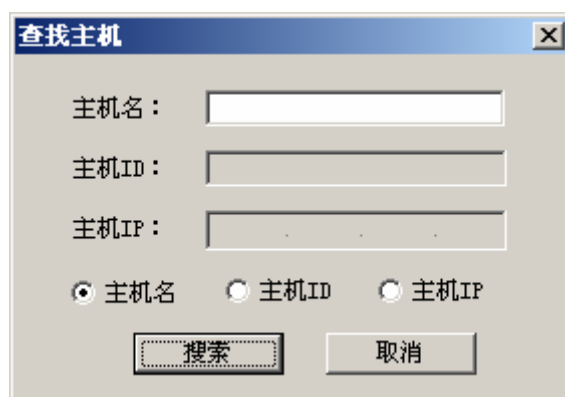 查找主机
主机名：
主机ID：
主机IP： . . .
主机名 主机ID 主机IP
搜索 取消